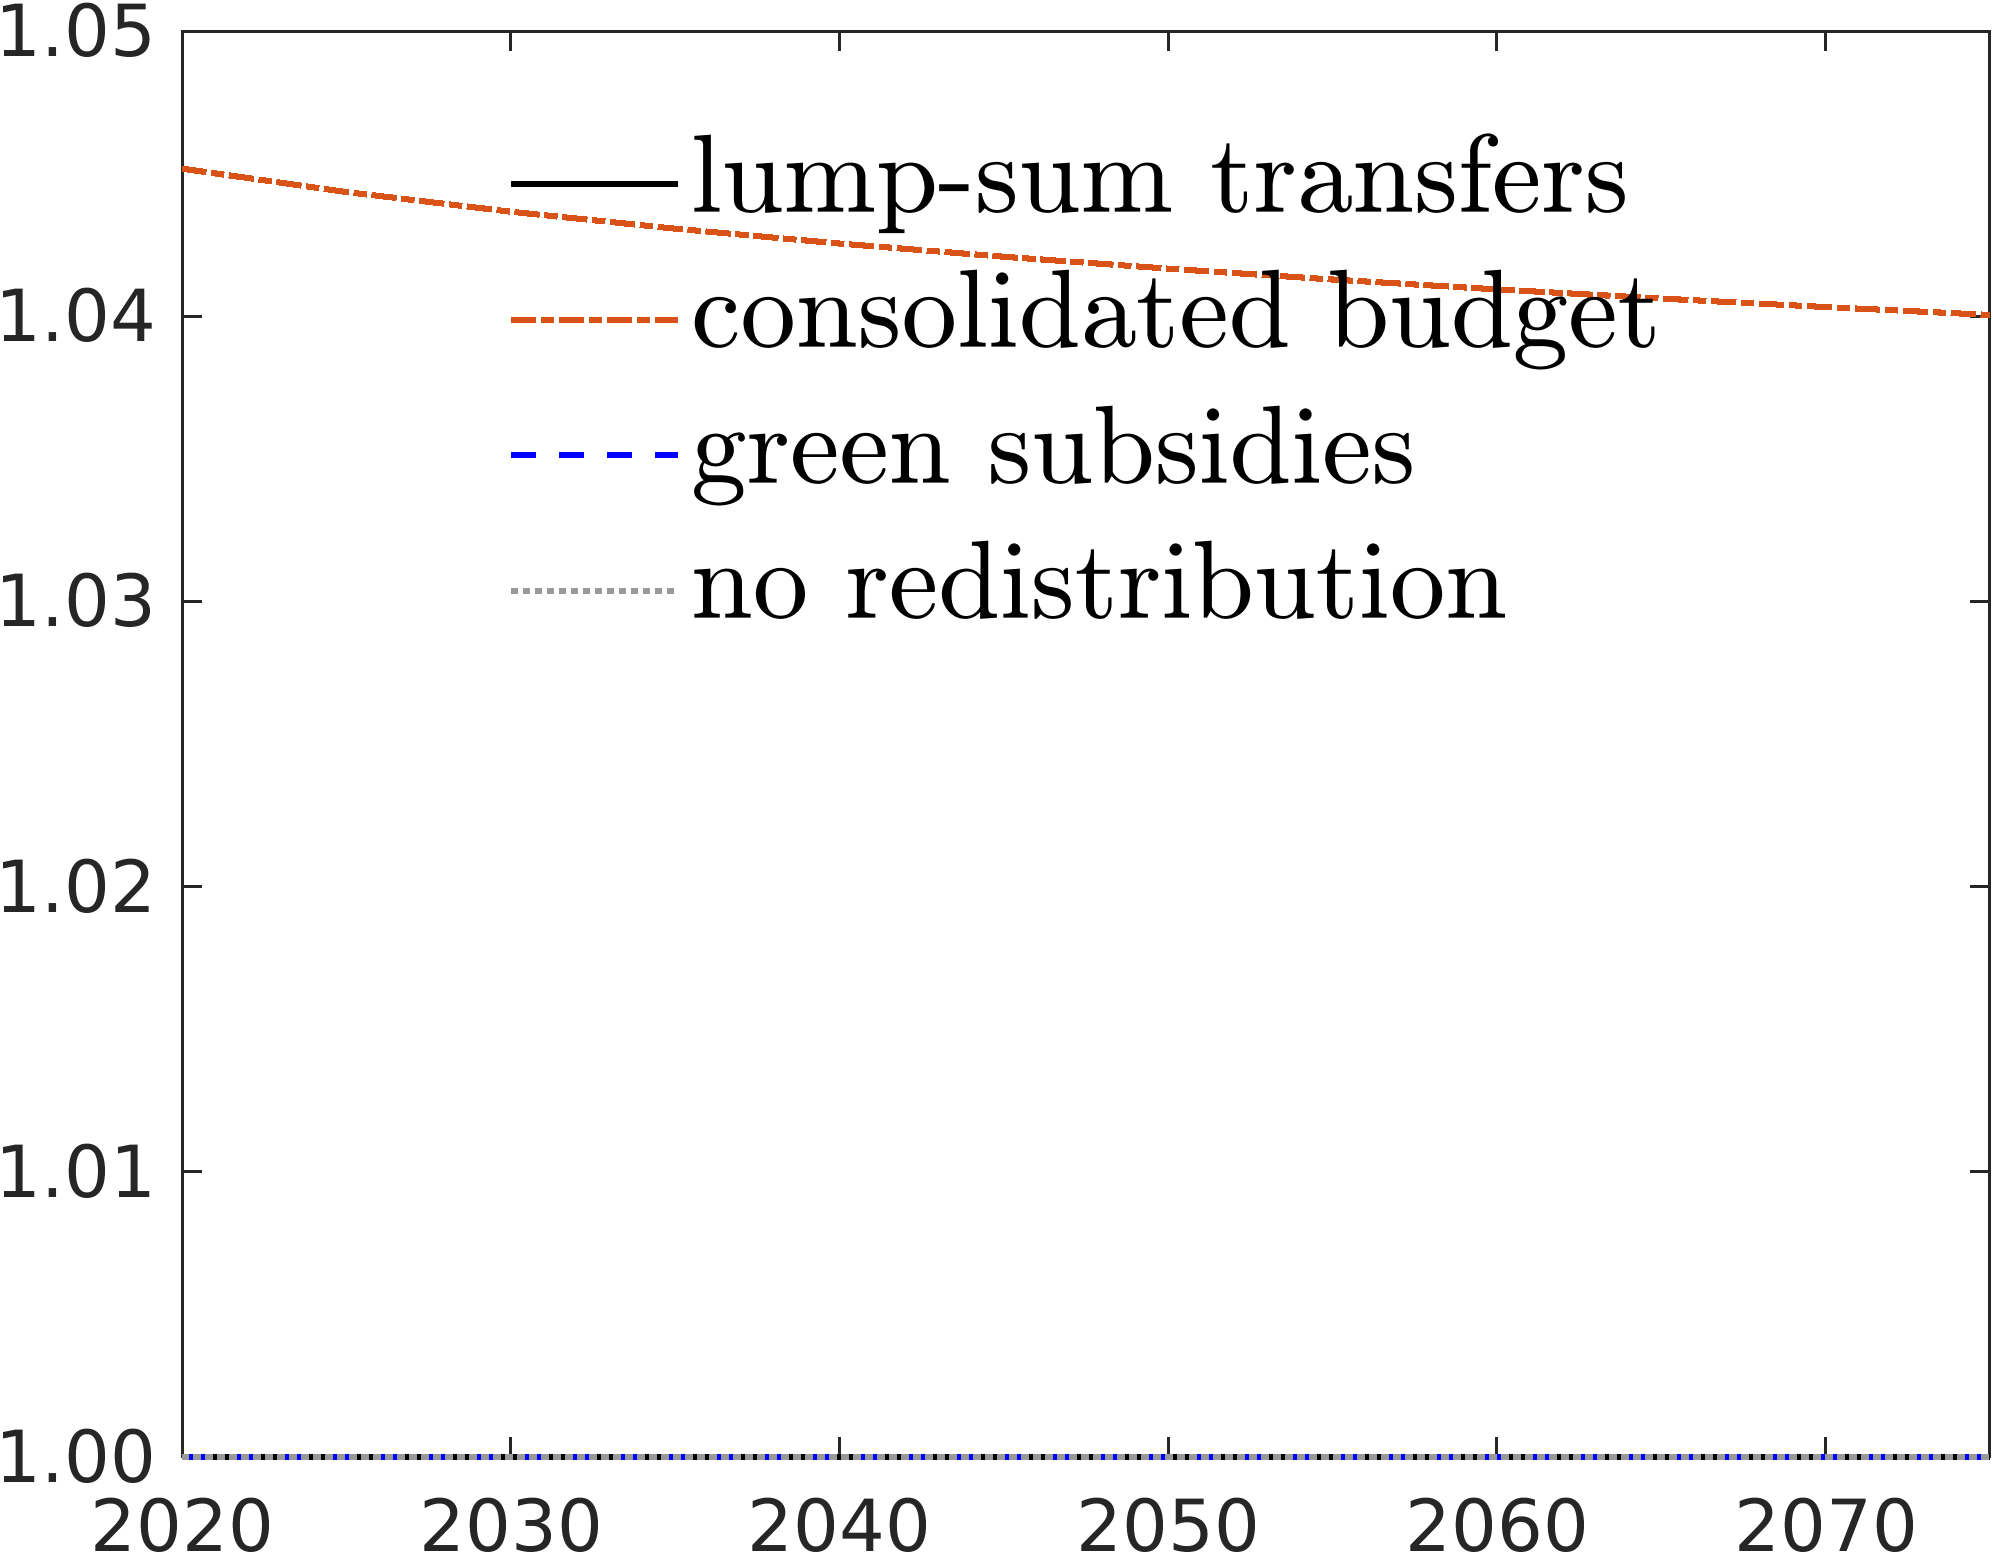 1.05
lump-sum transfers
1.04
consolidated budget
green subsidies
1.03
no redistribution
1.02
1.01
1.00
2020 2030 2040 2050 2060 2070